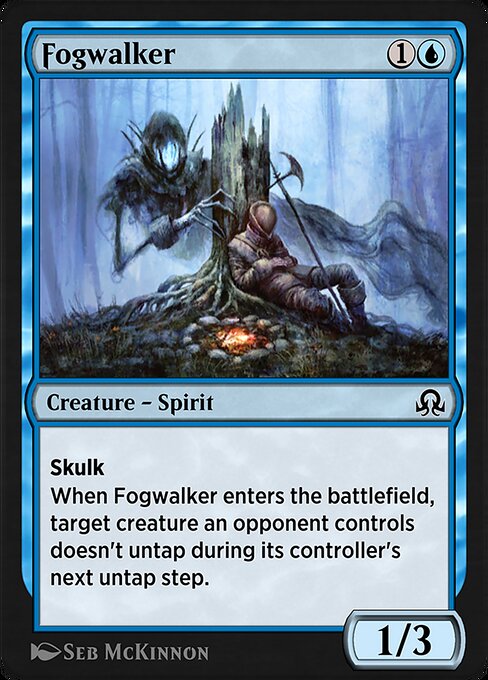 Fogwalker 1
Creature – Spirit
Skulk
When Fogwalker enters the battlefield,
target creature an opponent controls
doesn't untap during its controller's
next untap step.
1/3
Seb McKinnon